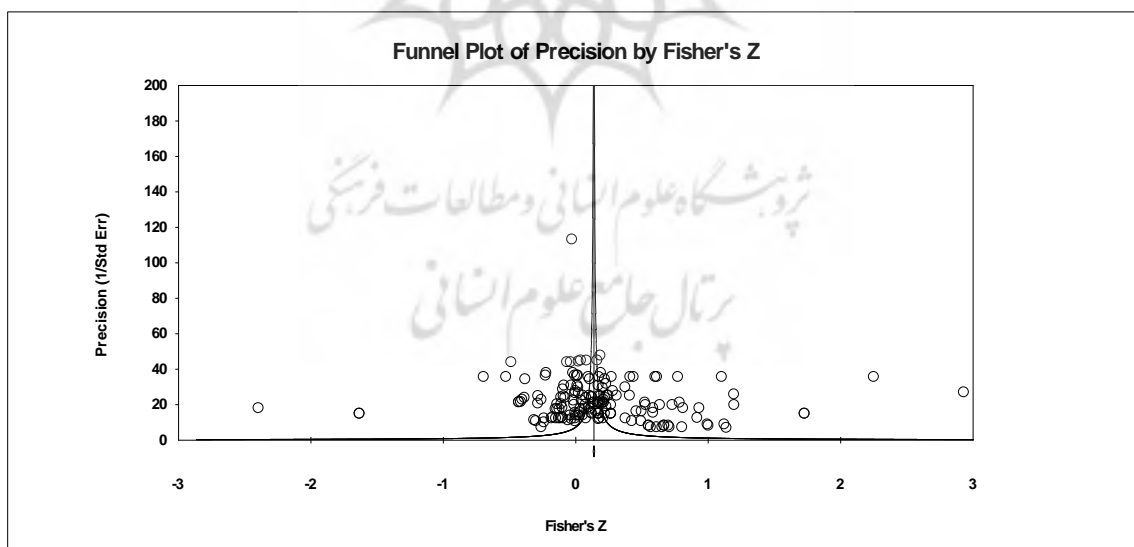 Funnel Plot of Precision by Fisher's Z
200
180
160
140
120
100
80
60
40
20
0
Precision (1/Std Err)
-3 -2 -1 0 1 2 3
Fisher's Z
پژوهشگاه علوم انسانی و مطالعات فرهنگی
پرتال جامع علوم انسانی